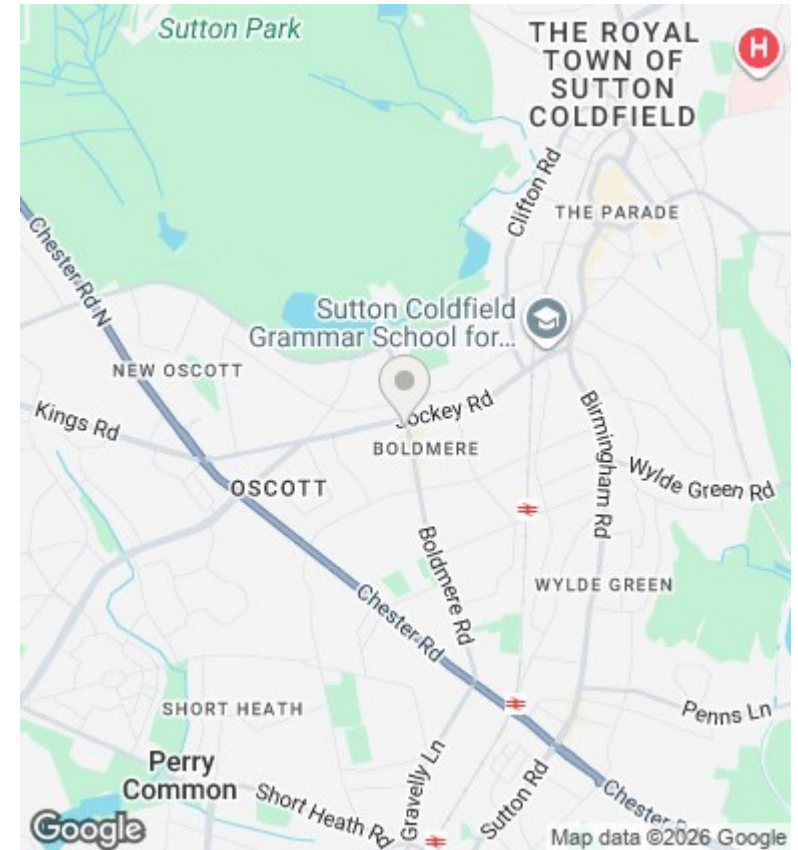 Sutton Park
THE ROYAL
TOWN OF
SUTTON
COLDFIELD
H
Clifton Rd
THE PARADE
Chester Rd N
Sutton Coldfield
Grammar School for...
NEW OSCOTT
Kings Rd
Jockey Rd
BOLDMERE
Birmingham Rd
Wylde Green Rd
OSCOTT
Boldmere Rd
WYLDE GREEN
Chester Rd
SHORT HEATH
Penns Ln
Perry
Common
Short Heath Rd
Gravelly Ln
Sutton Rd
Chester
Google
Map data ©2026 Google